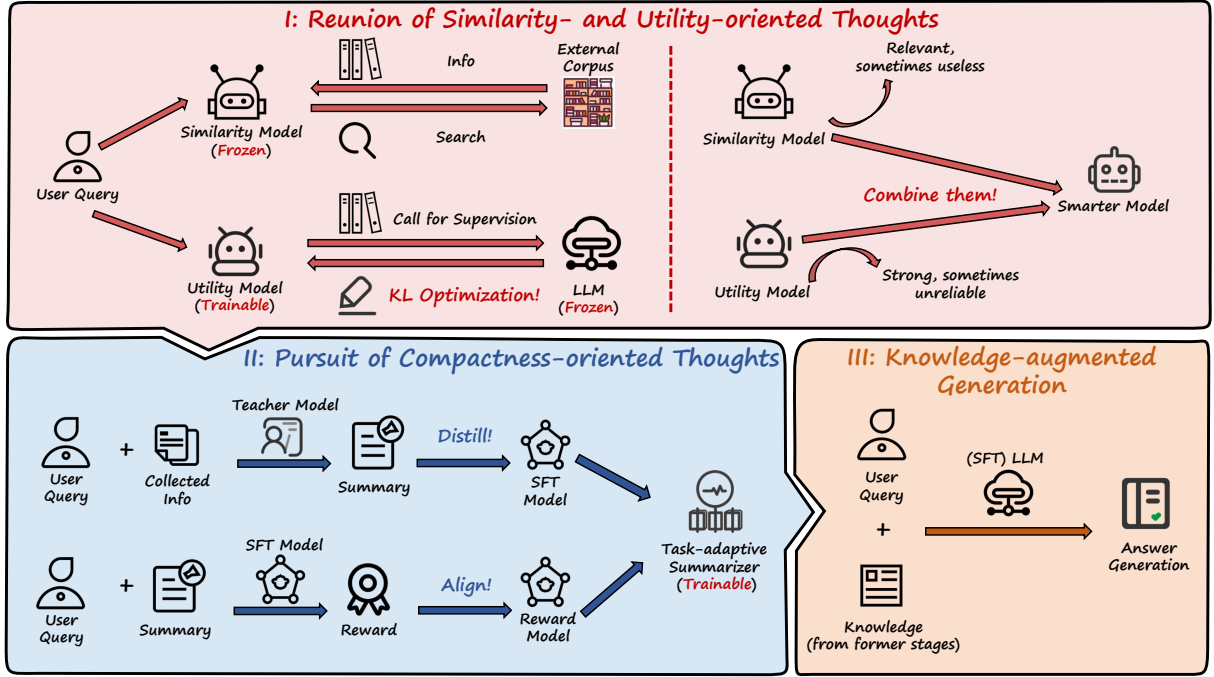 I: Reunion of Similarity- and Utility-oriented Thoughts
Info
External
Corpus
Similarity Model
(Frozen)
Search
User Query
Call for Supervision
Utility Model
(Trainable)
KL Optimization!
LLM
(Frozen)
Relevant,
sometimes useless
Similarity Model
Combine them!
Smarter Model
Utility Model
Strong, sometimes
unreliable
II: Pursuit of Compactness-oriented Thoughts
Teacher Model
+
Distill!
User
Query
Collected
Info
Summary
SFT
Model
SFT Model
+
Align!
User
Query
Summary
Reward
Reward
Model
Task-adaptive
Summarizer
(Trainable)
III: Knowledge-augmented
Generation
User
Query
(SFT) LLM
+
Answer
Generation
Knowledge
(from former stages)